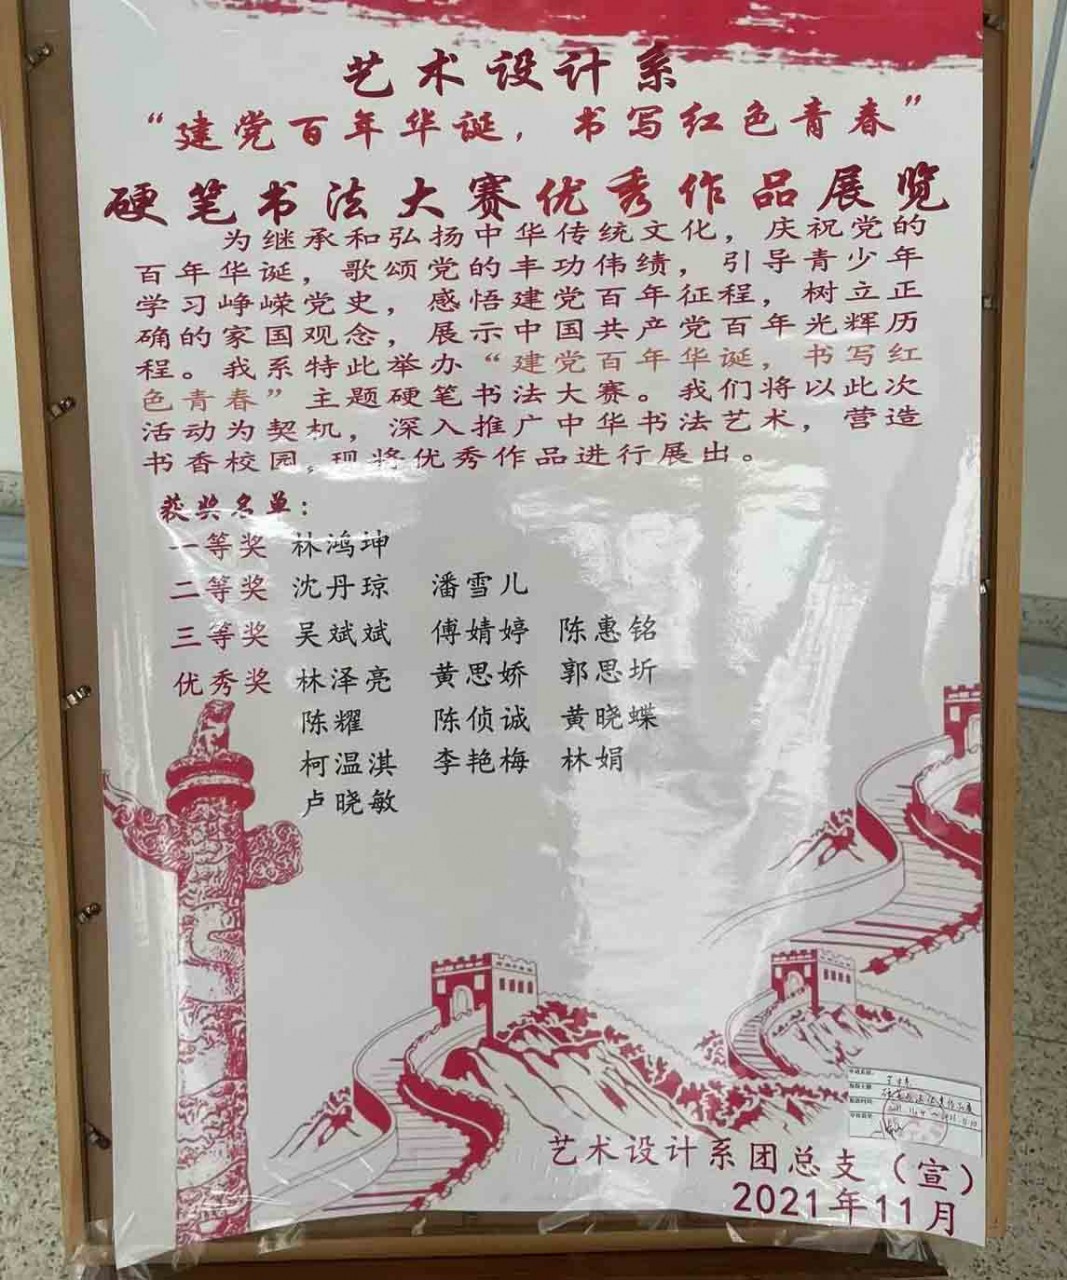 艺术设计系
“建党百年华诞，书写红色青春”
硬笔书法大赛优秀作品展览
为继承和弘扬中华传统文化，庆祝党的
百年华诞，歌颂党的丰功伟绩，引导青少年
学习峥嵘党史，感悟建党百年征程，树立正
确的家国观念，展示中国共产党百年光辉历
程。我系特此举办“建党百年华诞，书写红
色青春”主题硬笔书法大赛。我们将以此次
活动为契机，深入推广中华书法艺术，营造
书香校园,现将优秀作品进行展出。
获奖名单：
一等奖 林鸿坤
二等奖 沈丹琼 潘雪儿
三等奖 吴斌斌 傅婧婷 陈惠铭
优秀奖 林泽亮 黄思娇 郭思圻
陈耀 陈侦诚 黄晓蝶
柯温淇 李艳梅 林娟
卢晓敏
艺术设计系团总支（宣）
2021年11月